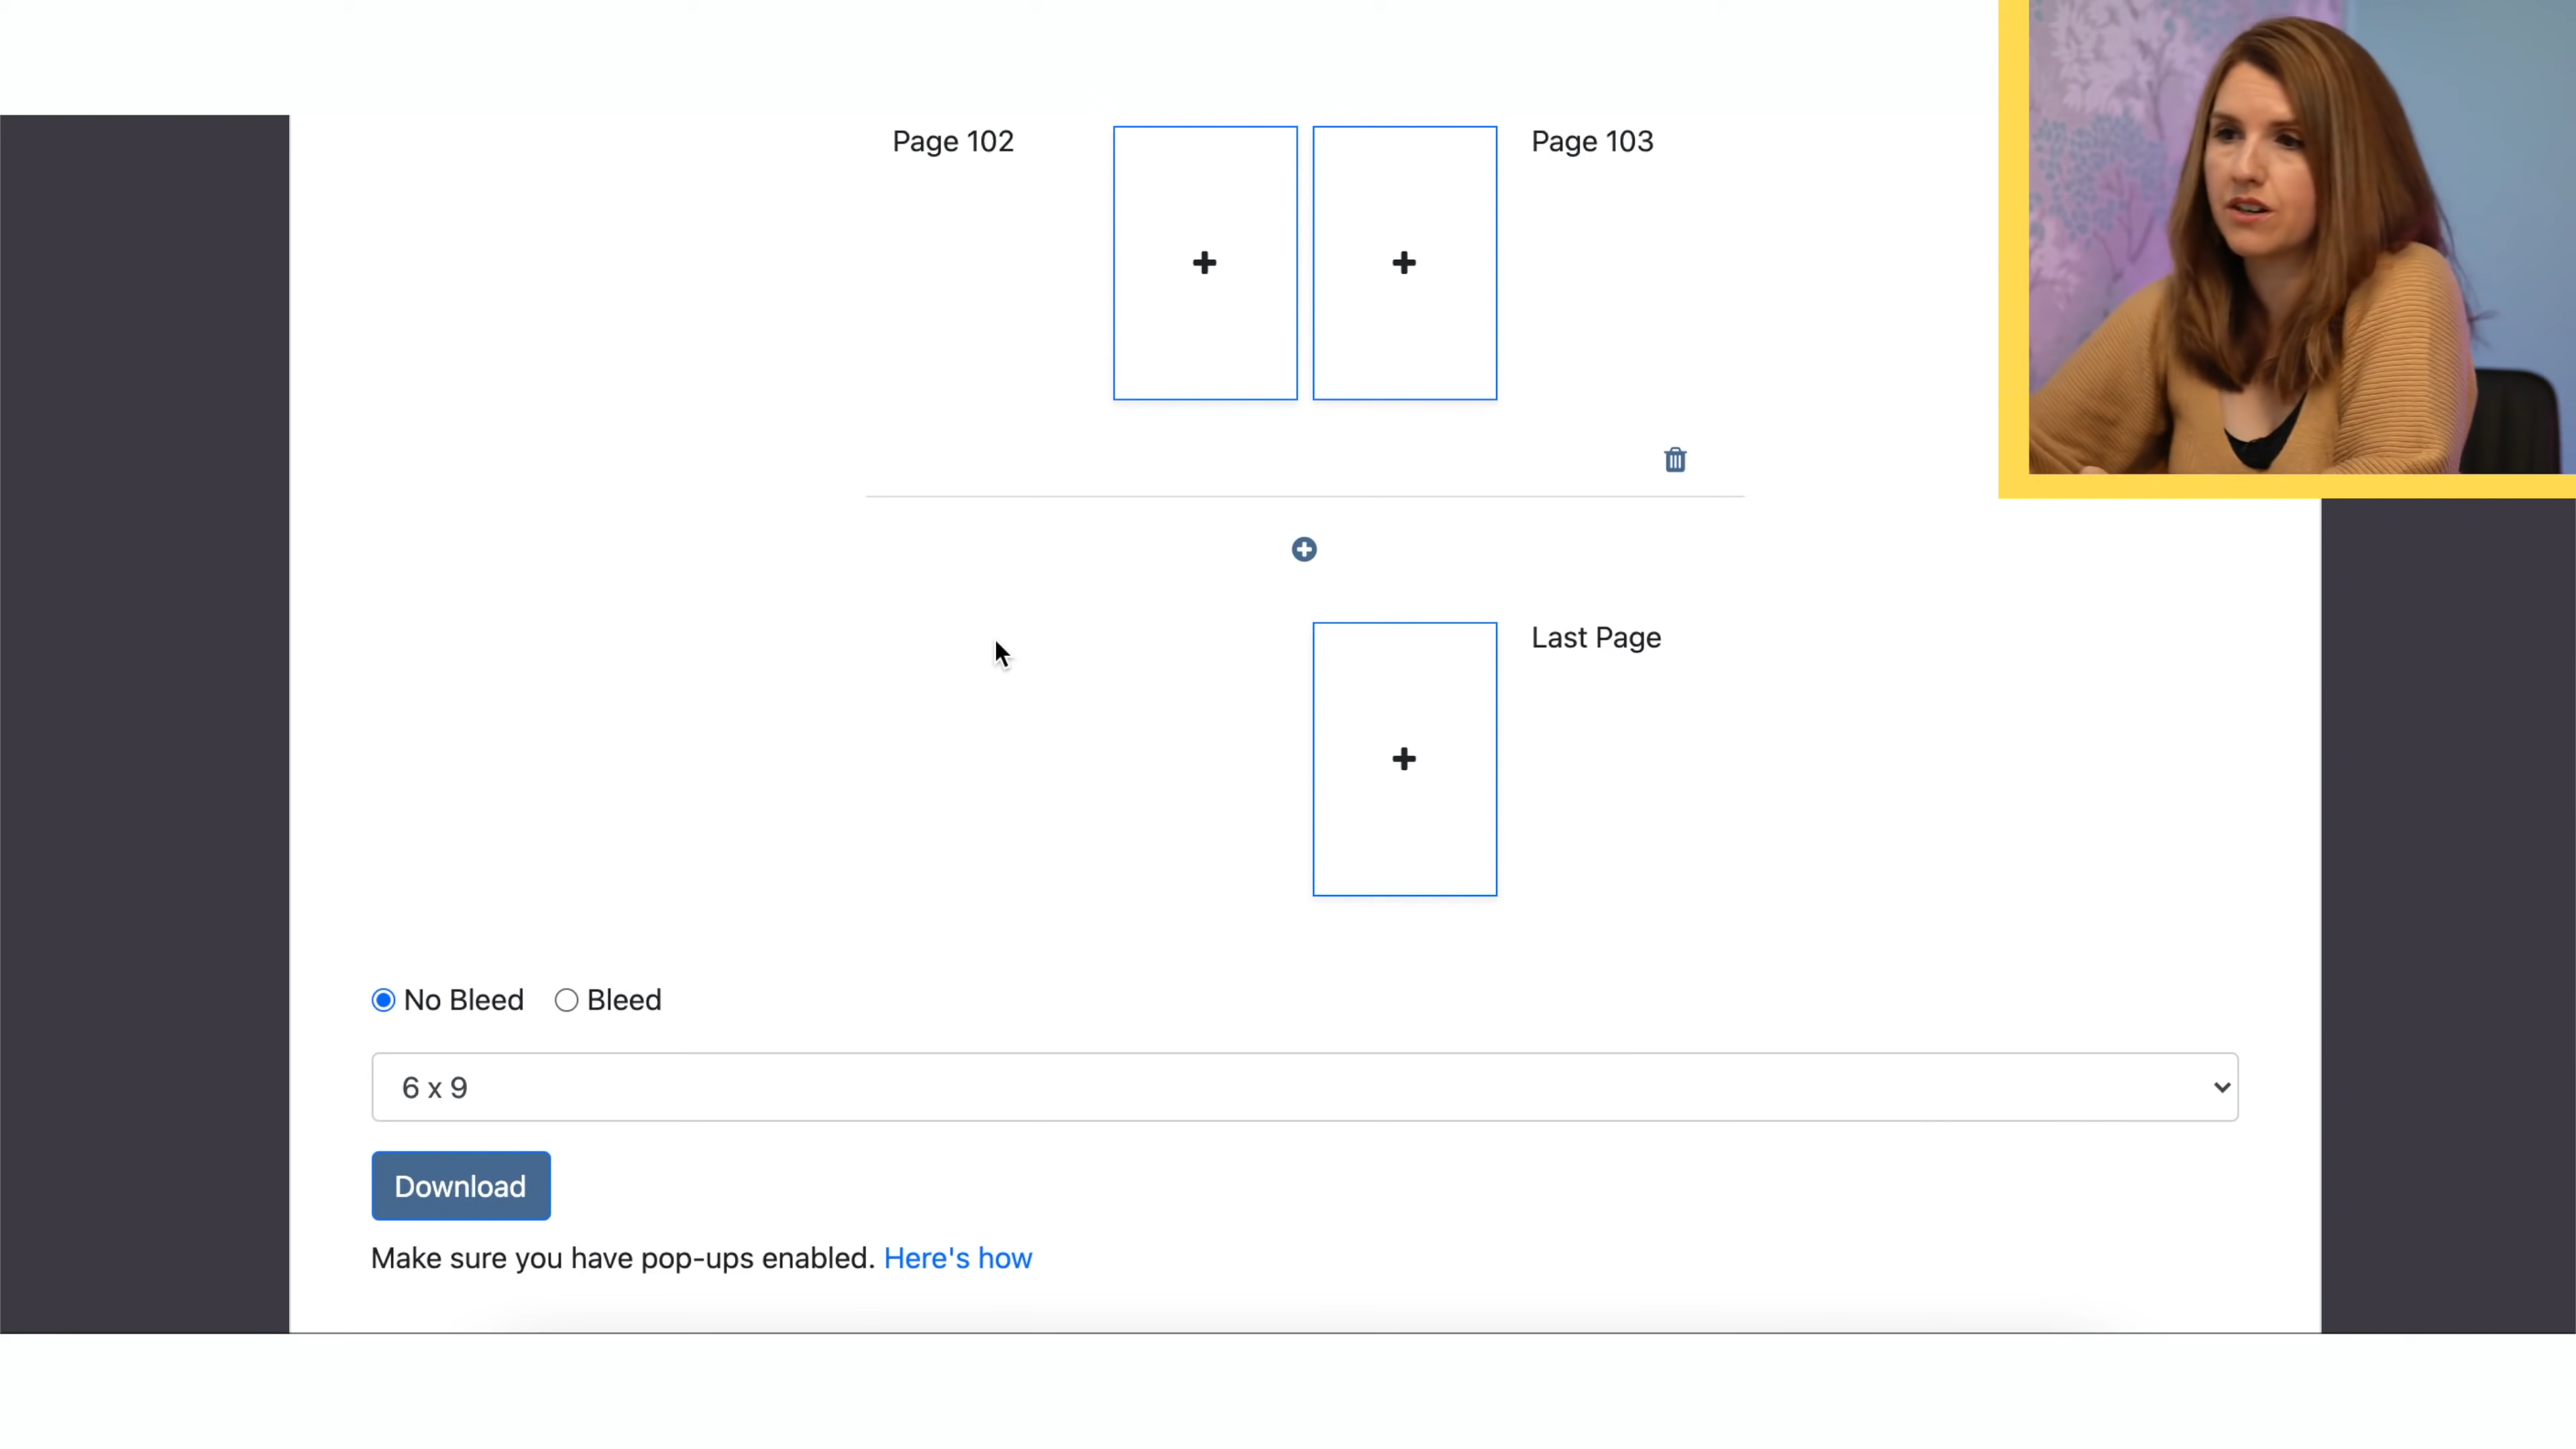 Page 102
Page 103
Last Page
No Bleed
Bleed
6 x 9
Download
Make sure you have pop-ups enabled. Here's how